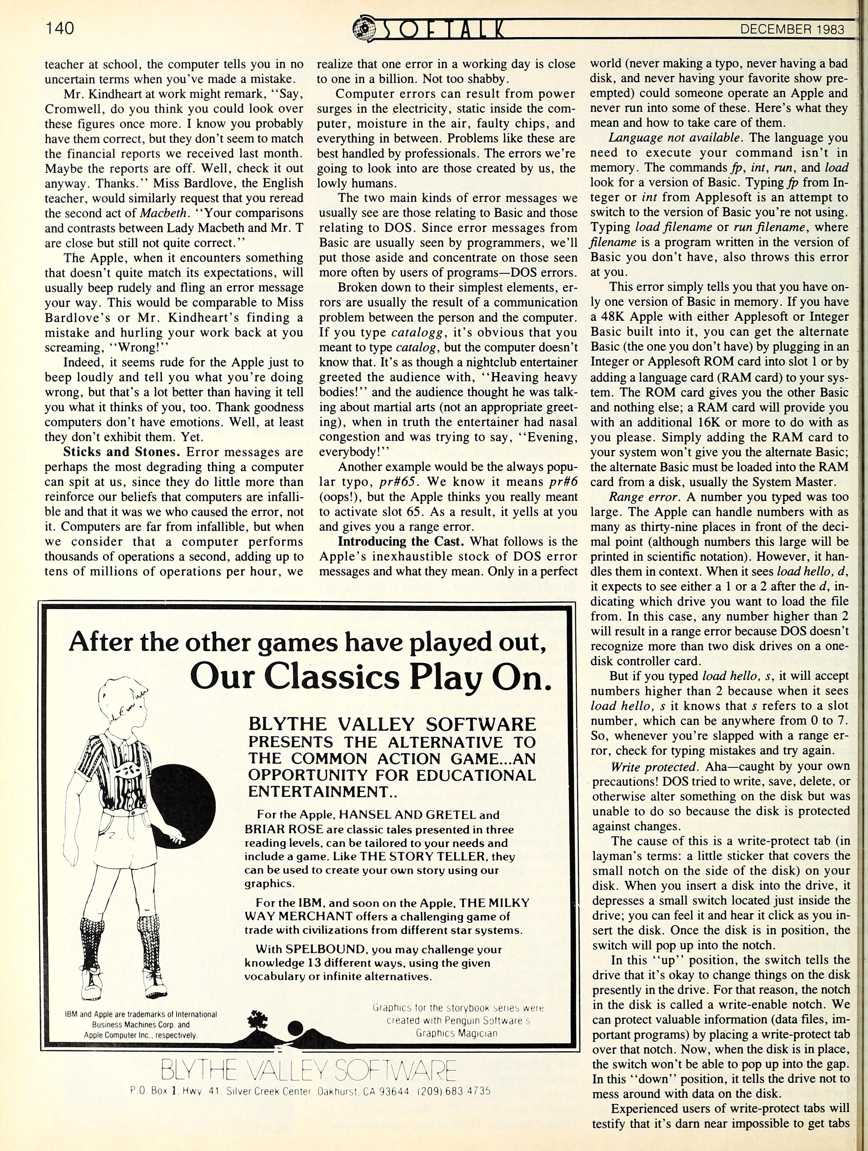 140
SOFTALK
DECEMBER 1983
teacher at school, the computer tells you in no
uncertain terms when you've made a mistake.
Mr. Kindheart at work might remark, "Say,
Cromwell, do you think you could look over
these figures once more. I know you probably
have them correct, but they don't seem to match
the financial reports we received last month.
Maybe the reports are off. Well, check it out
anyway. Thanks." Miss Bardlove, the English
teacher, would similarly request that you reread
the second act of Macbeth. "Your comparisons
and contrasts between Lady Macbeth and Mr. T
are close but still not quite correct."
The Apple, when it encounters something
that doesn't quite match its expectations, will
usually beep rudely and fling an error message
your way. This would be comparable to Miss
Bardlove's or Mr. Kindheart's finding a
mistake and hurling your work back at you
screaming, "Wrong!"
Indeed, it seems rude for the Apple just to
beep loudly and tell you what you're doing
wrong, but that's a lot better than having it tell
you what it thinks of you, too. Thank goodness
computers don't have emotions. Well, at least
they don't exhibit them. Yet.
Sticks and Stones. Error messages are
perhaps the most degrading thing a computer
can spit at us, since they do little more than
reinforce our beliefs that computers are infalli-
ble and that it was we who caused the error, not
it. Computers are far from infallible, but when
we consider that a computer performs
thousands of operations a second, adding up to
tens of millions of operations per hour, we
realize that one error in a working day is close
to one in a billion. Not too shabby.
Computer errors can result from power
surges in the electricity, static inside the com-
puter, moisture in the air, faulty chips, and
everything in between. Problems like these are
best handled by professionals. The errors we're
going to look into are those created by us, the
lowly humans.
The two main kinds of error messages we
usually see are those relating to Basic and those
relating to DOS. Since error messages from
Basic are usually seen by programmers, we'll
put those aside and concentrate on those seen
more often by users of programs—DOS errors.
Broken down to their simplest elements, er-
rors are usually the result of a communication
problem between the person and the computer.
If you type catalogg, it's obvious that you
meant to type catalog, but the computer doesn't
know that. It's as though a nightclub entertainer
greeted the audience with, "Heaving heavy
bodies!" and the audience thought he was talk-
ing about martial arts (not an appropriate greet-
ing), when in truth the entertainer had nasal
congestion and was trying to say, "Evening,
everybody!"
Another example would be the always popu-
lar typo, pr#65. We know it means pr#6
(oops!), but the Apple thinks you really meant
to activate slot 65. As a result, it yells at you
and gives you a range error.
Introducing the Cast. What follows is the
Apple's inexhaustible stock of DOS error
messages and what they mean. Only in a perfect
world (never making a typo, never having a bad
disk, and never having your favorite show pre-
empted) could someone operate an Apple and
never run into some of these. Here's what they
mean and how to take care of them.
Language not available. The language you
need to execute your command isn't in
memory. The commands fp, int, run, and load
look for a version of Basic. Typing fp from In-
teger or int from Applesoft is an attempt to
switch to the version of Basic you're not using.
Typing load filename or run filename, where
filename is a program written in the version of
Basic you don't have, also throws this error
at you.
This error simply tells you that you have on-
ly one version of Basic in memory. If you have
a 48K Apple with either Applesoft or Integer
Basic built into it, you can get the alternate
Basic (the one you don't have) by plugging in an
Integer or Applesoft ROM card into slot 1 or by
adding a language card (RAM card) to your sys-
tem. The ROM card gives you the other Basic
and nothing else; a RAM card will provide you
with an additional 16K or more to do with as
you please. Simply adding the RAM card to
your system won't give you the alternate Basic;
the alternate Basic must be loaded into the RAM
card from a disk, usually the System Master.
Range error. A number you typed was too
large. The Apple can handle numbers with as
many as thirty-nine places in front of the deci-
mal point (although numbers this large will be
printed in scientific notation). However, it han-
dles them in context. When it sees load hello, d,
it expects to see either a 1 or a 2 after the d, in-
dicating which drive you want to load the file
from. In this case, any number higher than 2
will result in a range error because DOS doesn't
recognize more than two disk drives on a one-
disk controller card.
But if you typed load hello, s, it will accept
numbers higher than 2 because when it sees
load hello, s it knows that s refers to a slot
number, which can be anywhere from 0 to 7.
So, whenever you're slapped with a range er-
ror, check for typing mistakes and try again.
Write protected. Aha—caught by your own
precautions! DOS tried to write, save, delete, or
otherwise alter something on the disk but was
unable to do so because the disk is protected
against changes.
The cause of this is a write-protect tab (in
layman's terms: a little sticker that covers the
small notch on the side of the disk) on your
disk. When you insert a disk into the drive, it
depresses a small switch located just inside the
drive; you can feel it and hear it click as you in-
sert the disk. Once the disk is in position, the
switch will pop up into the notch.
In this "up" position, the switch tells the
drive that it's okay to change things on the disk
presently in the drive. For that reason, the notch
in the disk is called a write-enable notch. We
can protect valuable information (data files, im-
portant programs) by placing a write-protect tab
over that notch. Now, when the disk is in place,
the switch won't be able to pop up into the gap.
In this "down" position, it tells the drive not to
mess around with data on the disk.
Experienced users of write-protect tabs will
testify that it's darn near impossible to get tabs
After the other games have played out,
Our Classics Play On.
BLYTHE VALLEY SOFTWARE
PRESENTS THE ALTERNATIVE TO
THE COMMON ACTION GAME...AN
OPPORTUNITY FOR EDUCATIONAL
ENTERTAINMENT..
For the Apple, HANSEL AND GRETEL and
BRIAR ROSE are classic tales presented in three
reading levels, can be tailored to your needs and
include a game. Like THE STORY TELLER, they
can be used to create your own story using our
graphics.
For the IBM, and soon on the Apple, THE MILKY
WAY MERCHANT offers a challenging game of
trade with civilizations from different star systems.
With SPELBOUND, you may challenge your
knowledge 13 different ways, using the given
vocabulary or infinite alternatives.
IBM and Apple are trademarks of International
Business Machines Corp. and
Apple Computer Inc., respectively.
Graphics for the storybook series were
created with Penguin Software's
Graphics Magician
BLYTHE VALLEY SOFTWARE
P.O. Box 1, Hwy. 41, Silver Creek Center, Oakhurst, CA 93644 (209) 683-4735